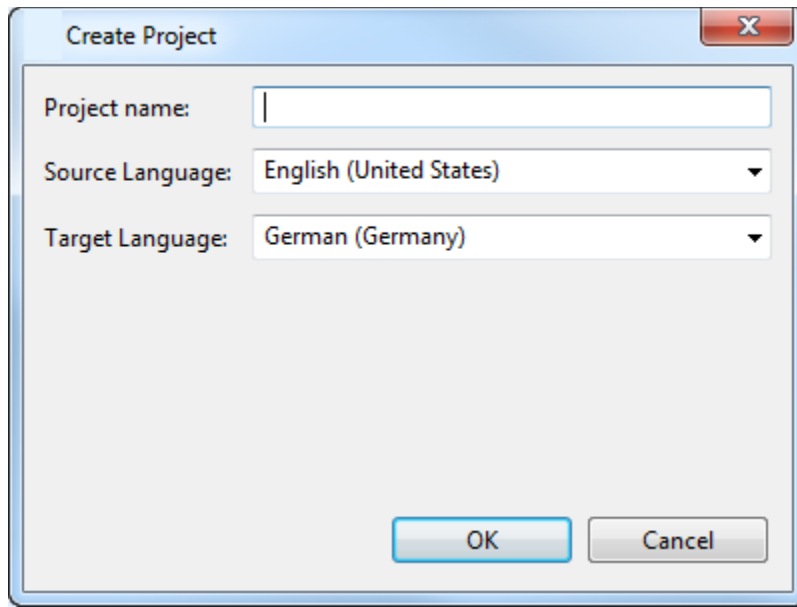 Create Project
Project name:
Source Language: English (United States)
Target Language: German (Germany)
OK Cancel